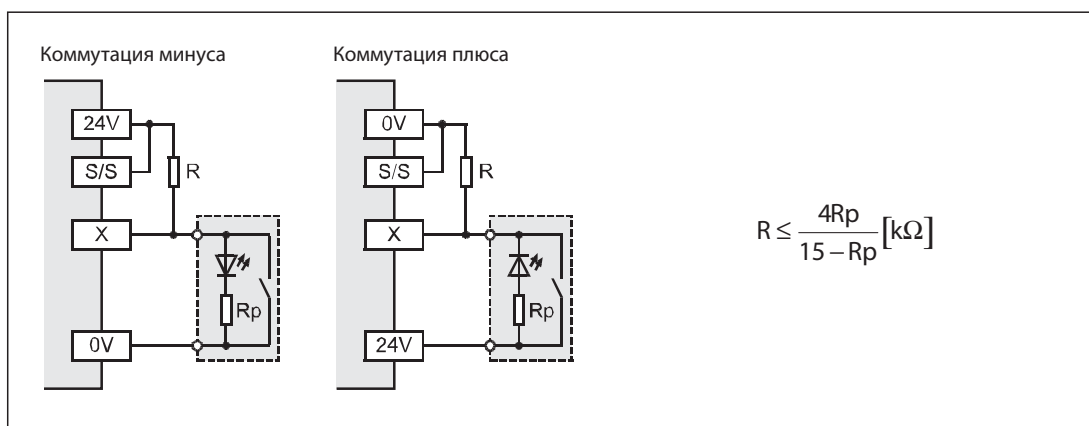 Коммутация минуса
24V
S/S
R
X
Rp
0V
Коммутация плюса
0V
S/S
R
X
Rp
24V
R ≤ 4Rp / 15 – Rp [kΩ]